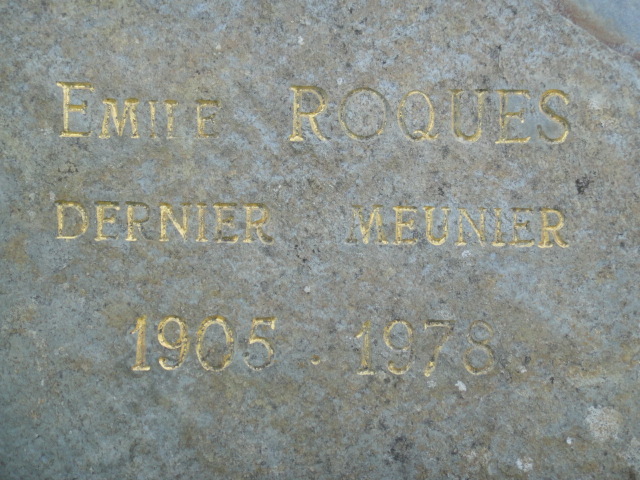 EMILE ROQUES
DERNIER MEUNIER
1905 . 1978